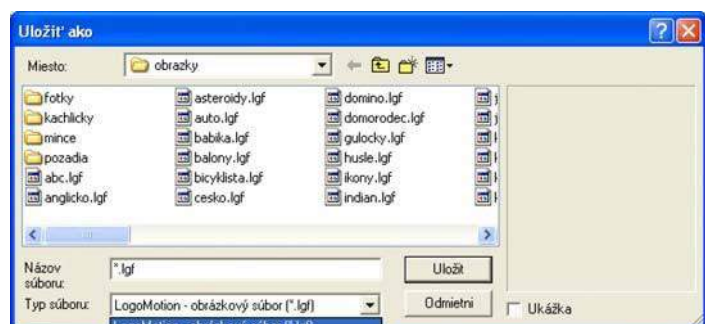 Uložiť ako
Miesto: obrazky
fotky asteroidy.lgf domino.lgf
kachlicky auto.lgf domorodec.lgf
mince babika.lgf gulocky.lgf
pozadia balony.lgf husle.lgf
abc.lgf bicyklista.lgf ikony.lgf
anglicko.lgf cesko.lgf indian.lgf
Názov súboru: *.lgf Uložiť
Typ súboru: LogoMotion - obrázkový súbor (*.lgf) Odmietni Ukážka